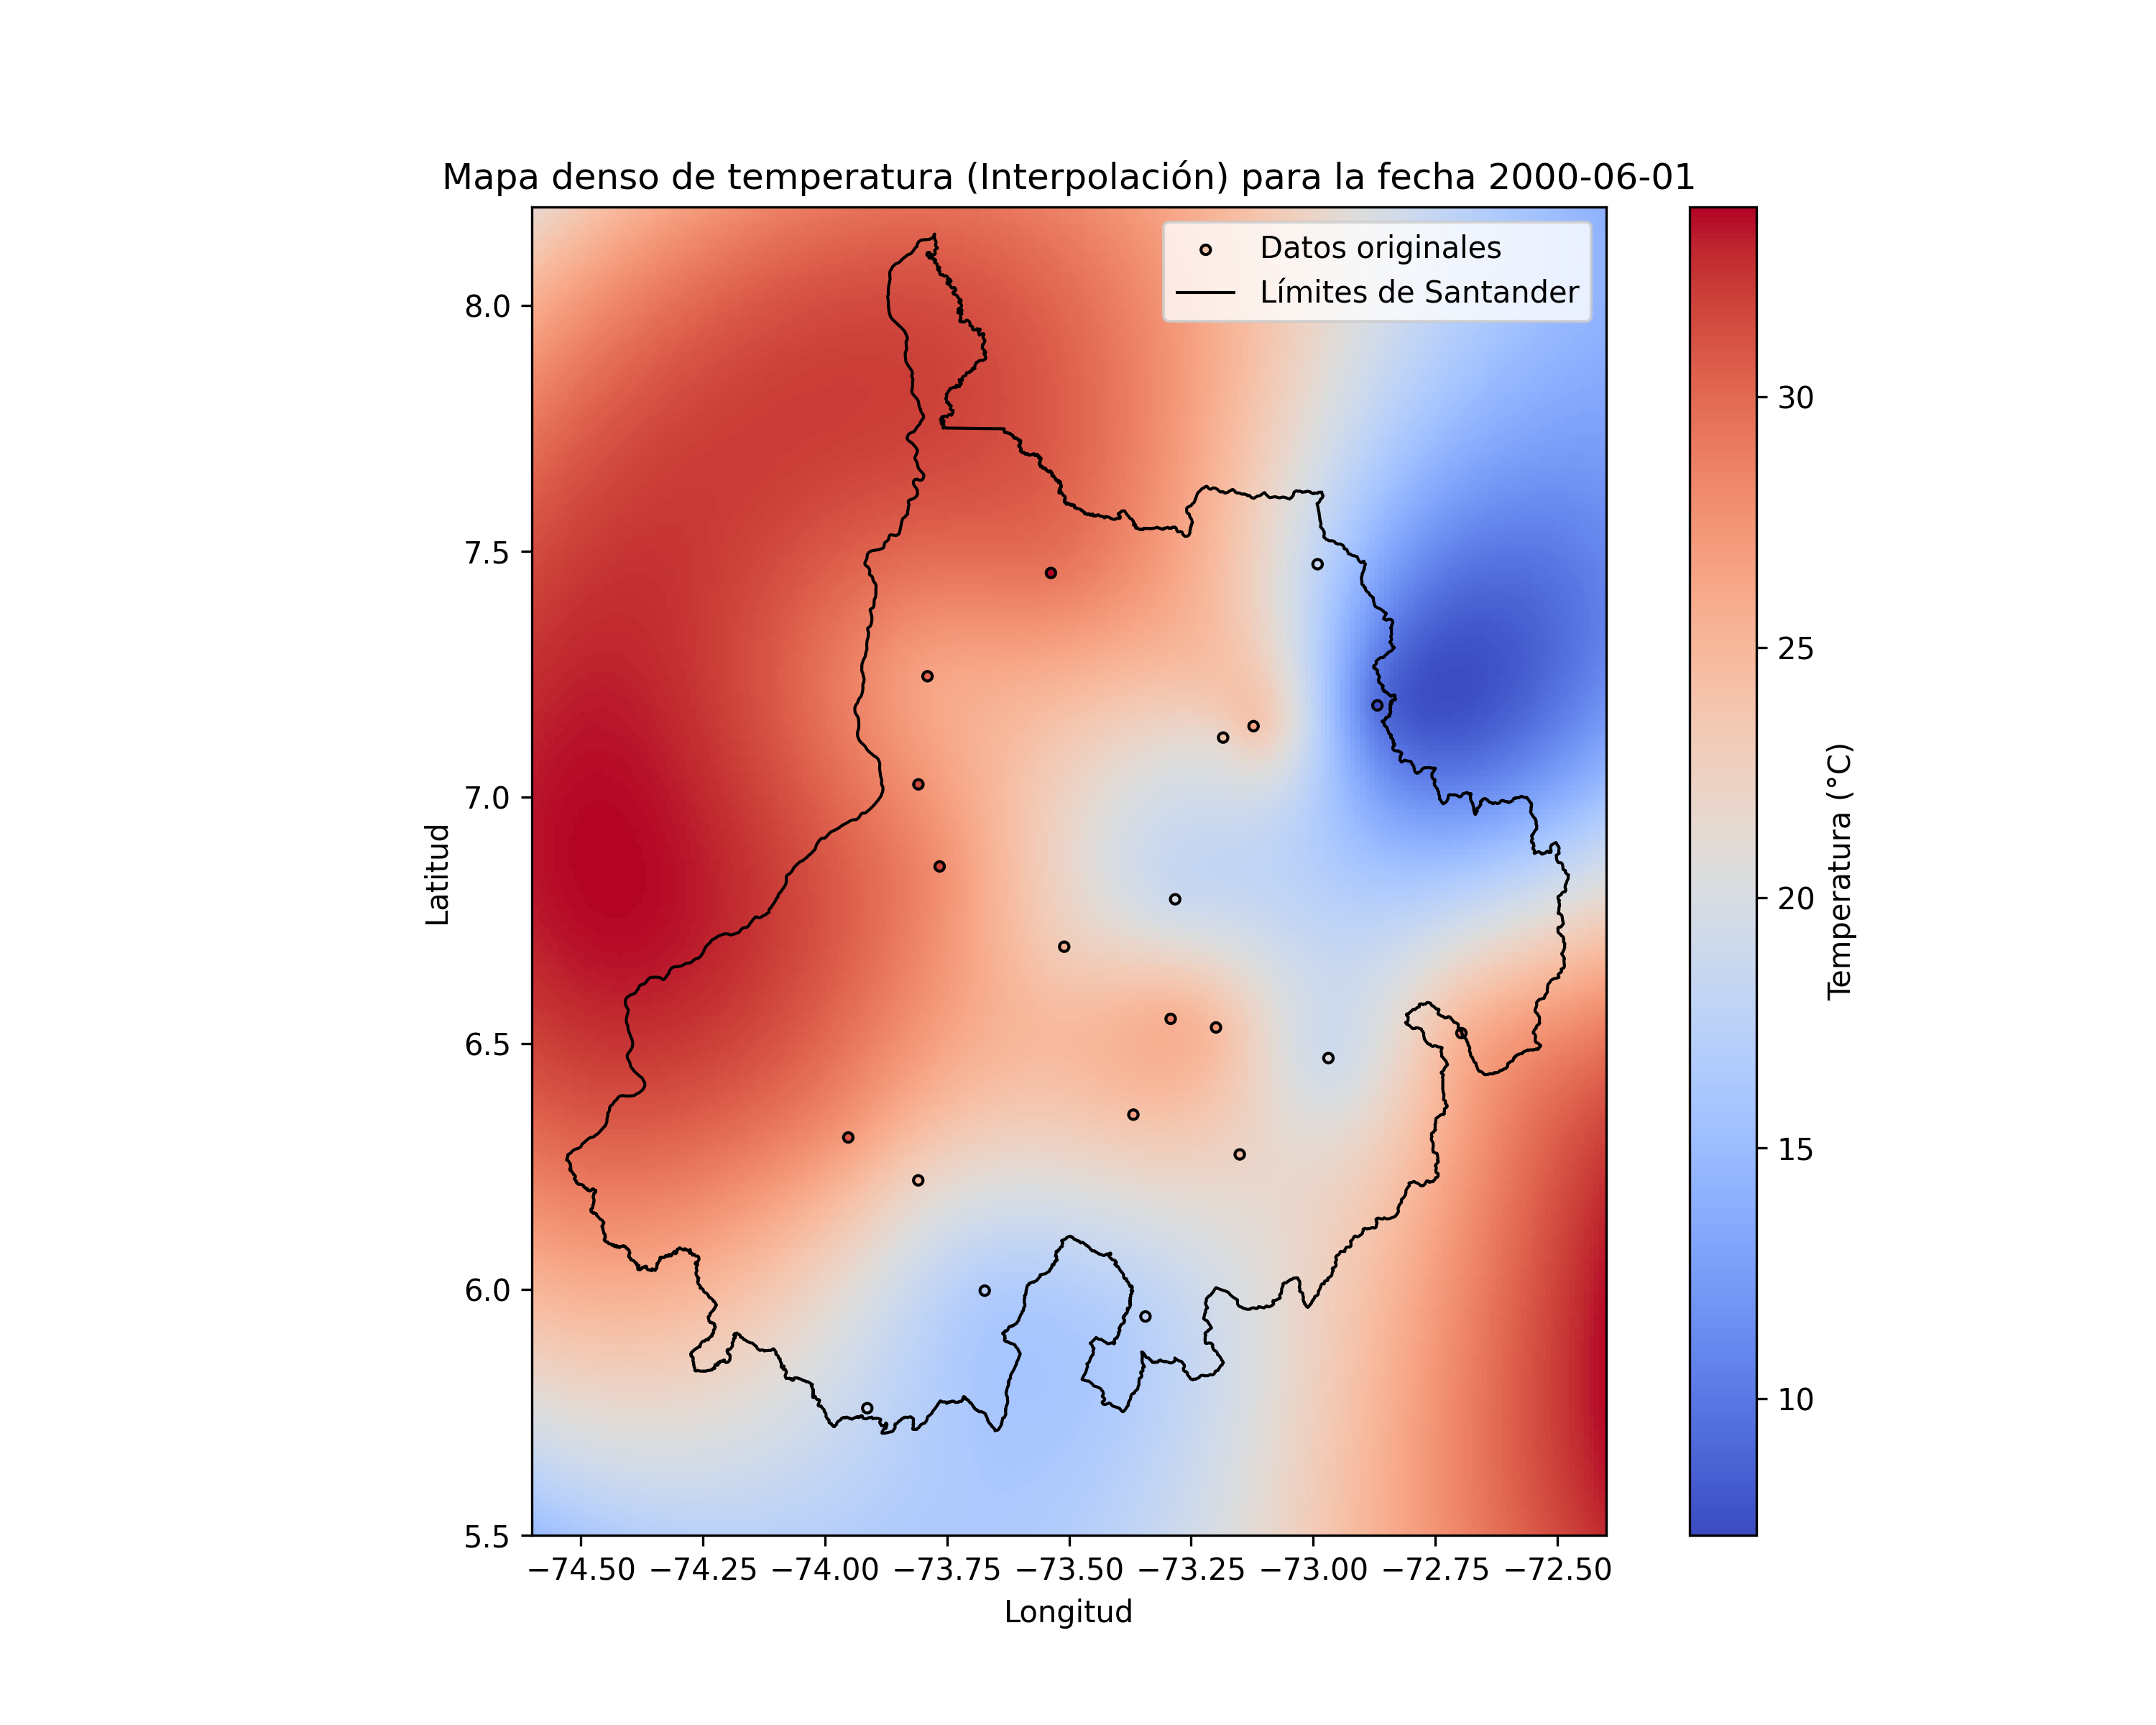 Mapa denso de temperatura (Interpolación) para la fecha 2000-06-01
Datos originales
Límites de Santander
8.0
7.5
7.0
6.5
6.0
5.5
Latitud
−74.50 −74.25 −74.00 −73.75 −73.50 −73.25 −73.00 −72.75 −72.50
Longitud
30
25
20
15
10
Temperatura (°C)